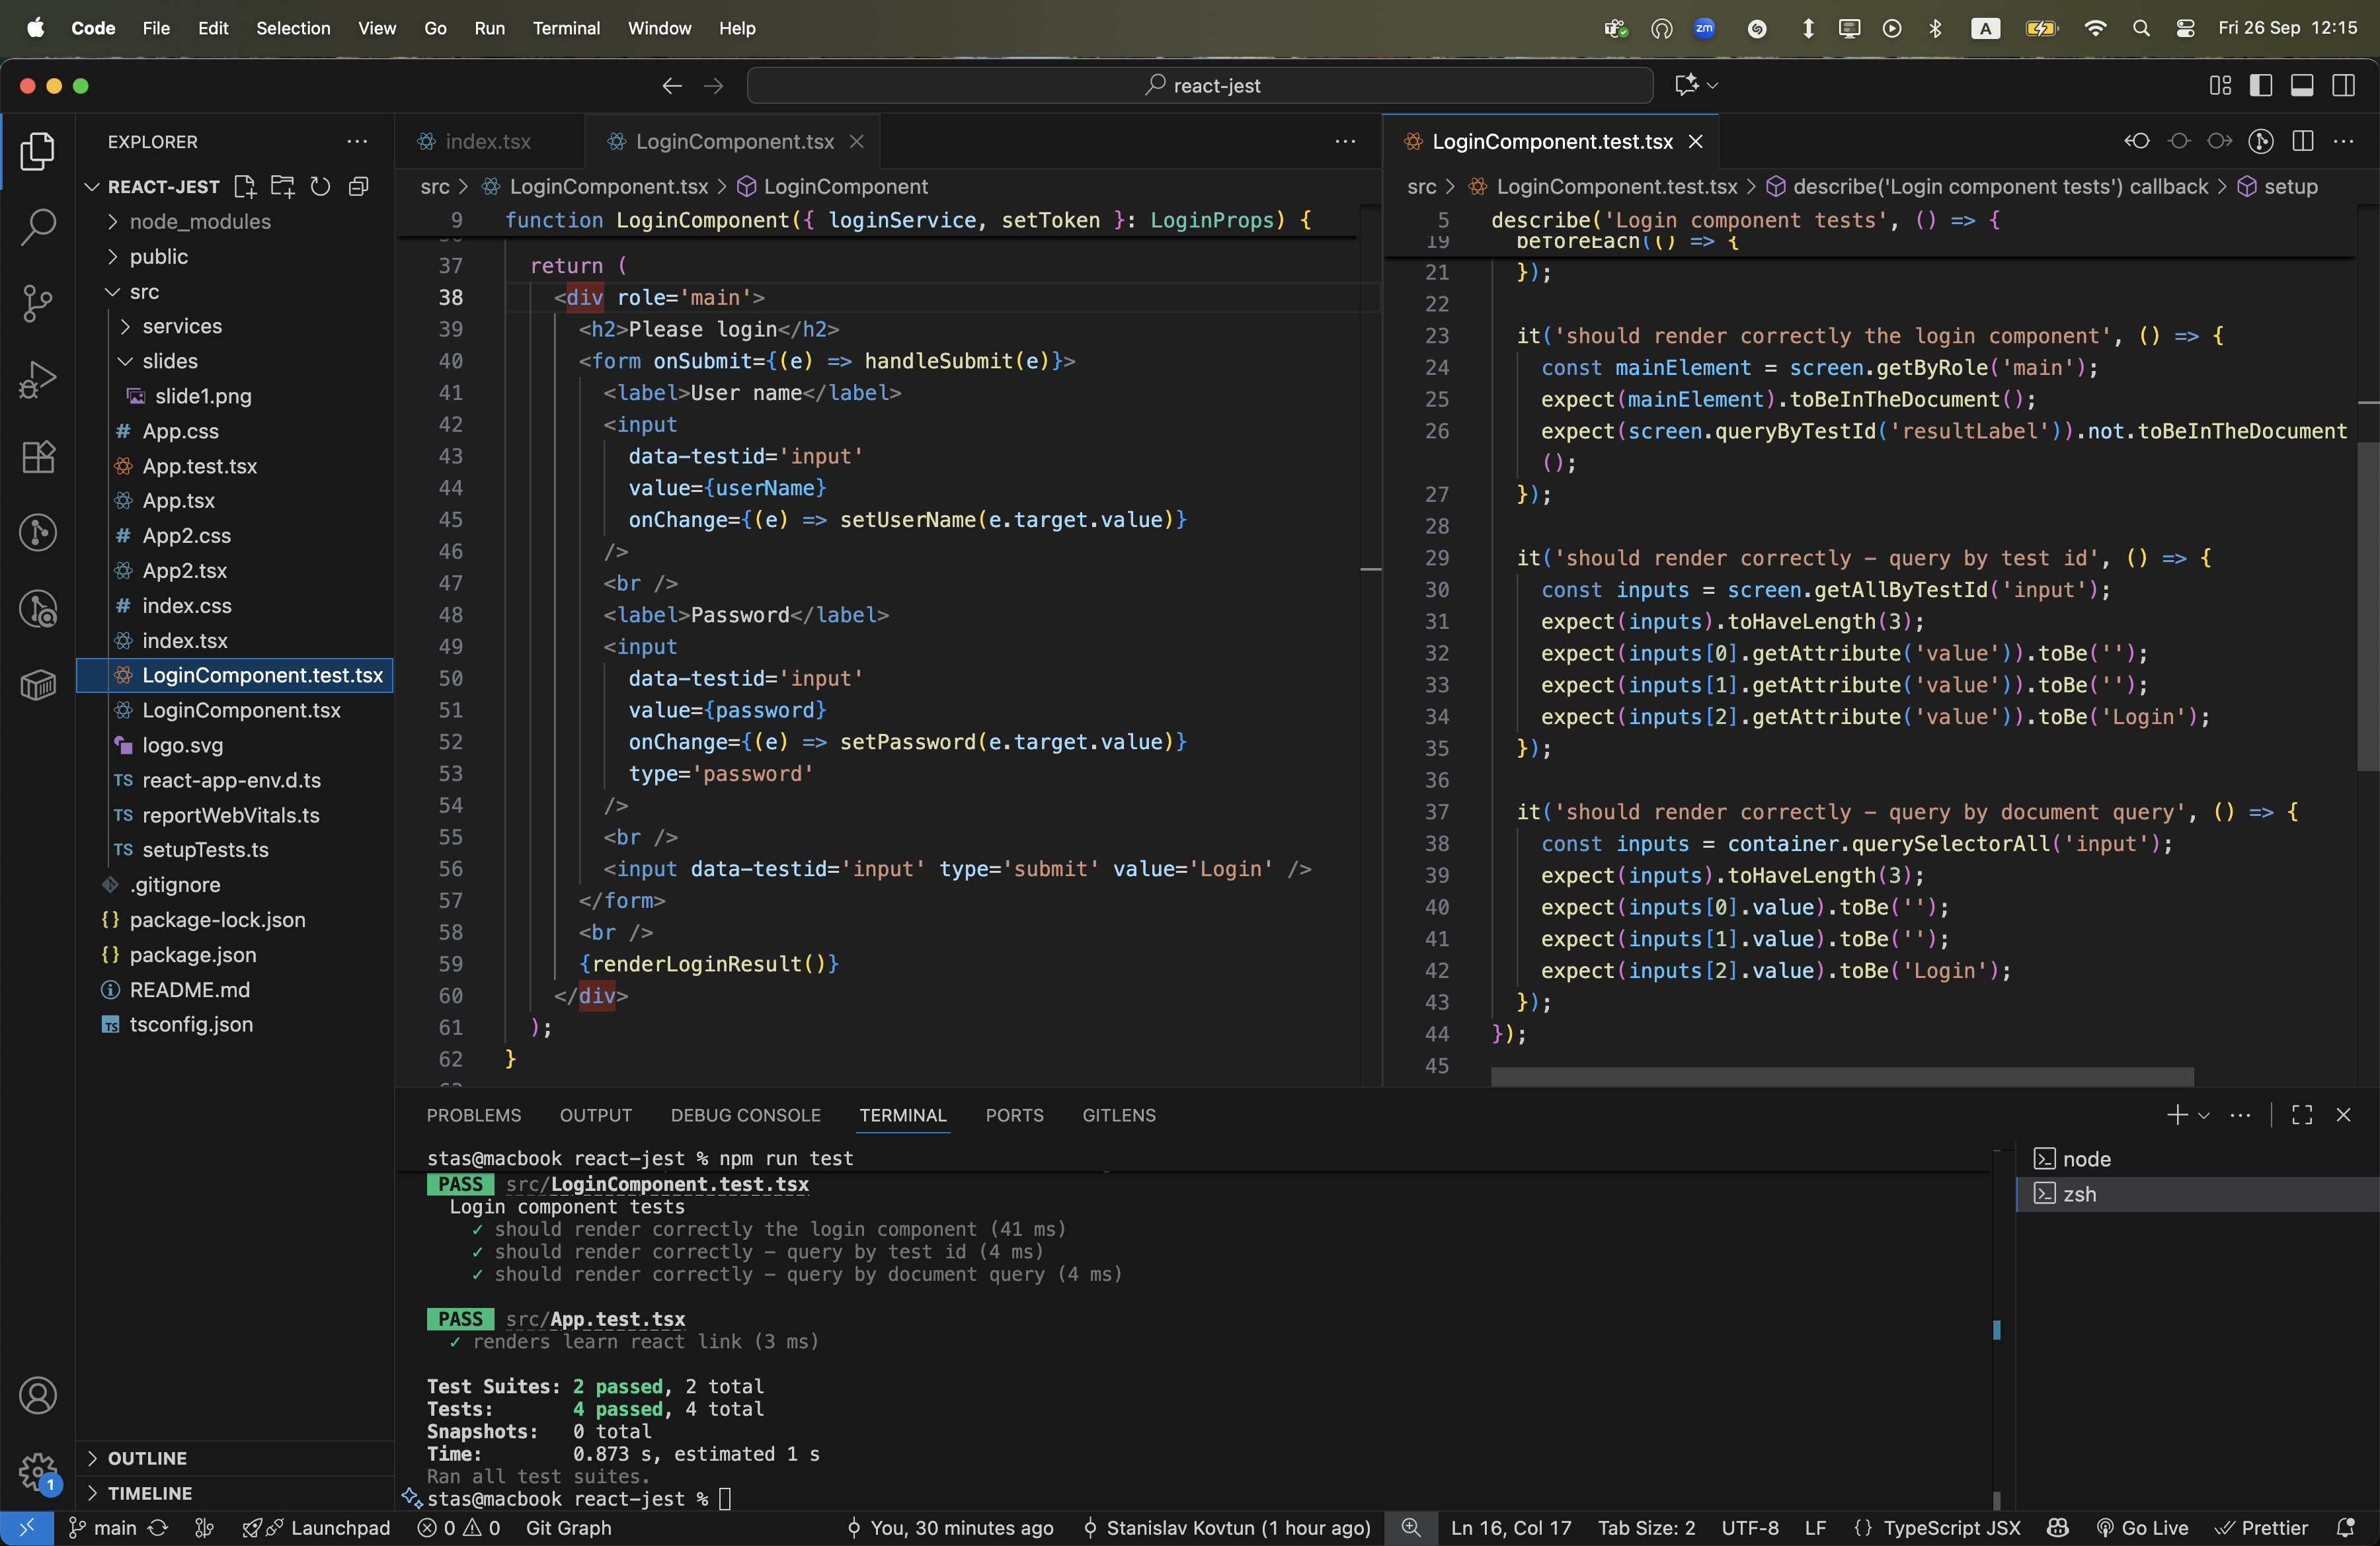 Code File Edit Selection View Go Run Terminal Window Help
zm A Fri 26 Sep 12:15
react-jest
EXPLORER
REACT-JEST
node_modules
public
src
services
slides
slide1.png
# App.css
App.test.tsx
App.tsx
# App2.css
App2.tsx
# index.css
index.tsx
LoginComponent.test.tsx
LoginComponent.tsx
logo.svg
TS react-app-env.d.ts
TS reportWebVitals.ts
TS setupTests.ts
.gitignore
{} package-lock.json
{} package.json
README.md
TS tsconfig.json
OUTLINE
TIMELINE
1
index.tsx LoginComponent.tsx
src > LoginComponent.tsx > LoginComponent
9 function LoginComponent({ loginService, setToken }: LoginProps) {
37 return (
38 <div role='main'>
39 <h2>Please login</h2>
40 <form onSubmit={(e) => handleSubmit(e)}>
41 <label>User name</label>
42 <input
43 data-testid='input'
44 value={userName}
45 onChange={(e) => setUserName(e.target.value)}
46 />
47 <br />
48 <label>Password</label>
49 <input
50 data-testid='input'
51 value={password}
52 onChange={(e) => setPassword(e.target.value)}
53 type='password'
54 />
55 <br />
56 <input data-testid='input' type='submit' value='Login' />
57 </form>
58 <br />
59 {renderLoginResult()}
60 </div>
61 );
62 }
LoginComponent.test.tsx
src > LoginComponent.test.tsx > describe('Login component tests') callback > setup
5 describe('Login component tests', () => {
19 beforeEach(() => {
21 });
22
23 it('should render correctly the login component', () => {
24 const mainElement = screen.getByRole('main');
25 expect(mainElement).toBeInTheDocument();
26 expect(screen.queryByTestId('resultLabel')).not.toBeInTheDocument
();
27 });
28
29 it('should render correctly – query by test id', () => {
30 const inputs = screen.getAllByTestId('input');
31 expect(inputs).toHaveLength(3);
32 expect(inputs[0].getAttribute('value')).toBe('');
33 expect(inputs[1].getAttribute('value')).toBe('');
34 expect(inputs[2].getAttribute('value')).toBe('Login');
35 });
36
37 it('should render correctly – query by document query', () => {
38 const inputs = container.querySelectorAll('input');
39 expect(inputs).toHaveLength(3);
40 expect(inputs[0].value).toBe('');
41 expect(inputs[1].value).toBe('');
42 expect(inputs[2].value).toBe('Login');
43 });
44 });
45
PROBLEMS OUTPUT DEBUG CONSOLE TERMINAL PORTS GITLENS
stas@macbook react-jest % npm run test
PASS src/LoginComponent.test.tsx
Login component tests
✓ should render correctly the login component (41 ms)
✓ should render correctly – query by test id (4 ms)
✓ should render correctly – query by document query (4 ms)
PASS src/App.test.tsx
✓ renders learn react link (3 ms)
Test Suites: 2 passed, 2 total
Tests: 4 passed, 4 total
Snapshots: 0 total
Time: 0.873 s, estimated 1 s
Ran all test suites.
stas@macbook react-jest %
node
zsh
main Launchpad 0 0 Git Graph You, 30 minutes ago Stanislav Kovtun (1 hour ago) Ln 16, Col 17 Tab Size: 2 UTF-8 LF {} TypeScript JSX Go Live Prettier